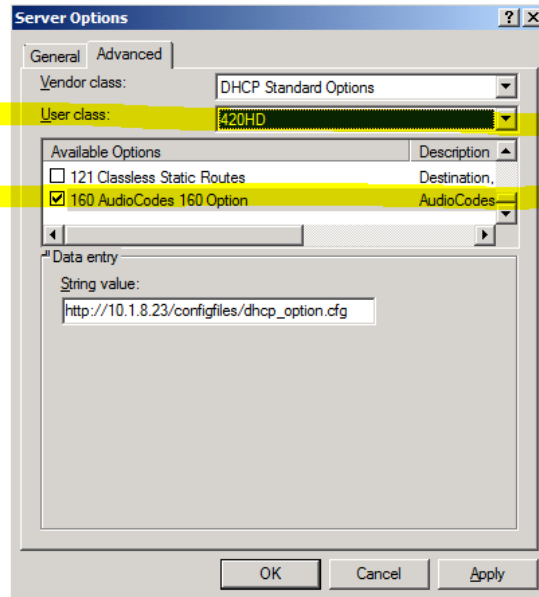 Server Options
General Advanced
Vendor class: DHCP Standard Options
User class: 420HD
Available Options Description
121 Classless Static Routes Destination,
160 AudioCodes 160 Option AudioCodes
Data entry
String value:
http://10.1.8.23/configfiles/dhcp_option.cfg
OK Cancel Apply